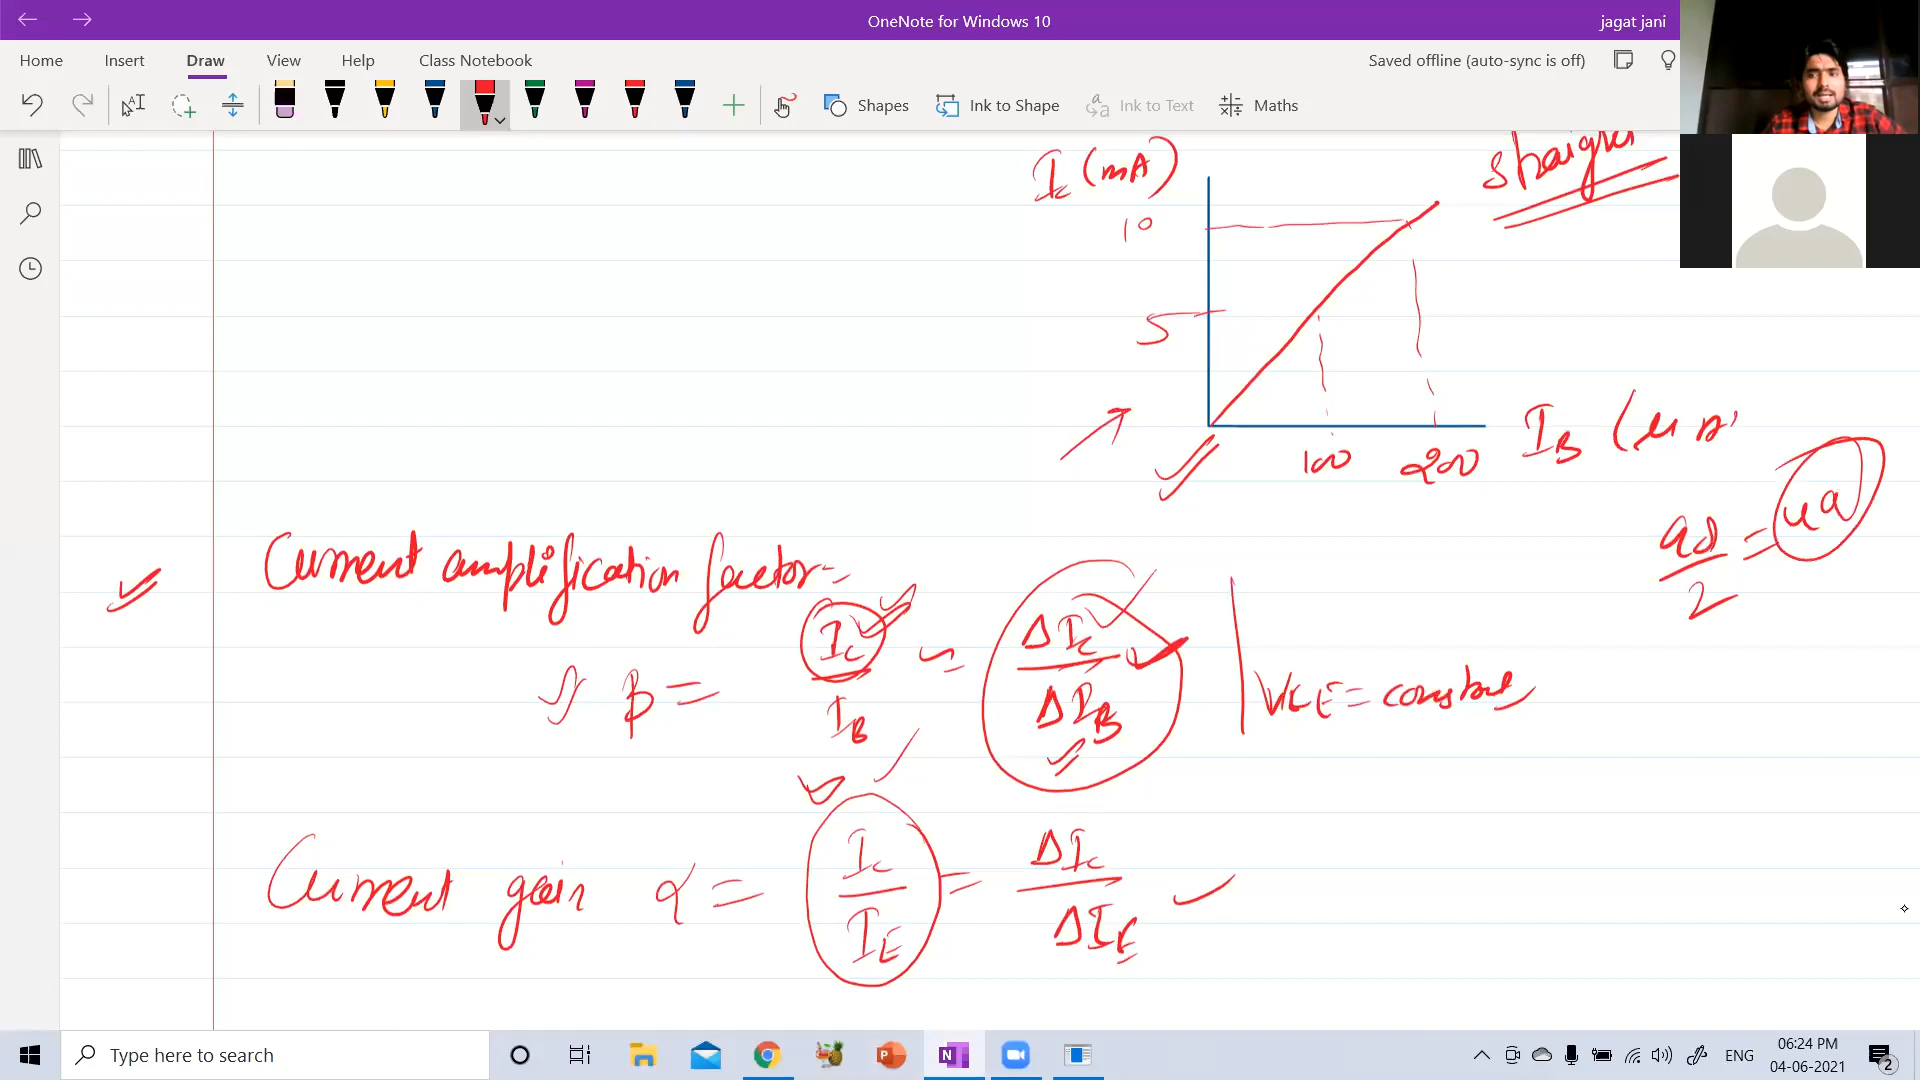 OneNote for Windows 10
jagat jani
Home Insert Draw View Help Class Notebook
Saved offline (auto-sync is off)
Shapes Ink to Shape Ink to Text Maths
Ic (mA)
10
5
100 200
IB (μA)
Current amplification factor-
β = Ic/IB = ΔIc/ΔIB | VCE = constant
Current gain α = Ic/IE = ΔIc/ΔIE
Type here to search
ENG
06:24 PM
04-06-2021
2